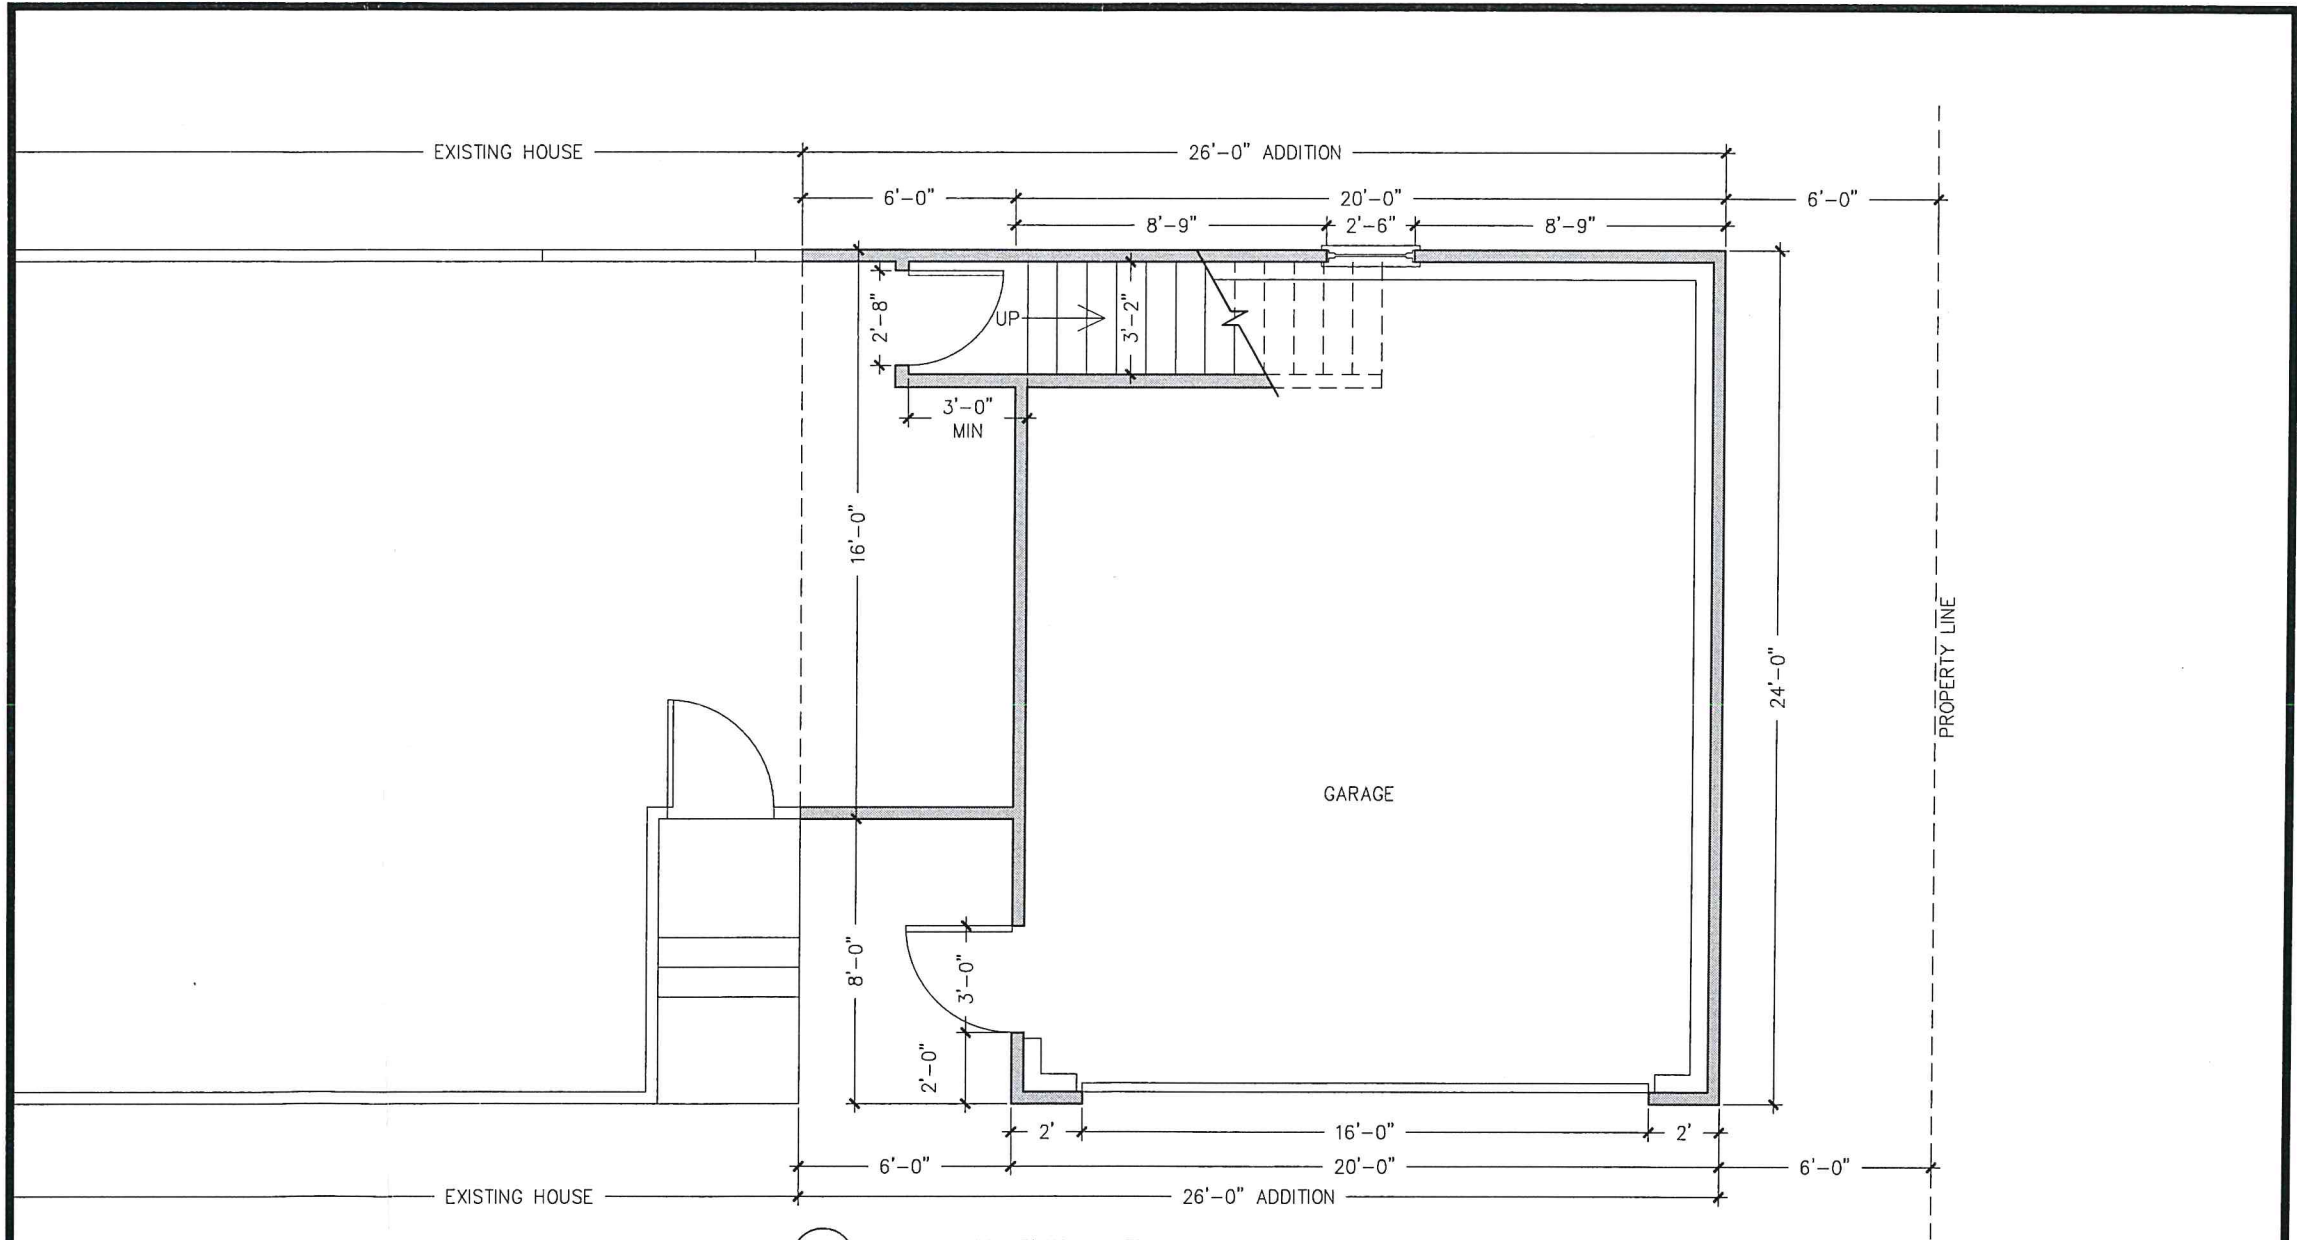 EXISTING HOUSE
26'-0" ADDITION
6'-0"
20'-0"
6'-0"
8'-9"
2'-6"
8'-9"
2'-8"
UP
3'-2"
3'-0"
MIN
16'-0"
24'-0"
PROPERTY LINE
GARAGE
8'-0"
3'-0"
2'-0"
2'
16'-0"
2'
6'-0"
20'-0"
6'-0"
EXISTING HOUSE
26'-0" ADDITION